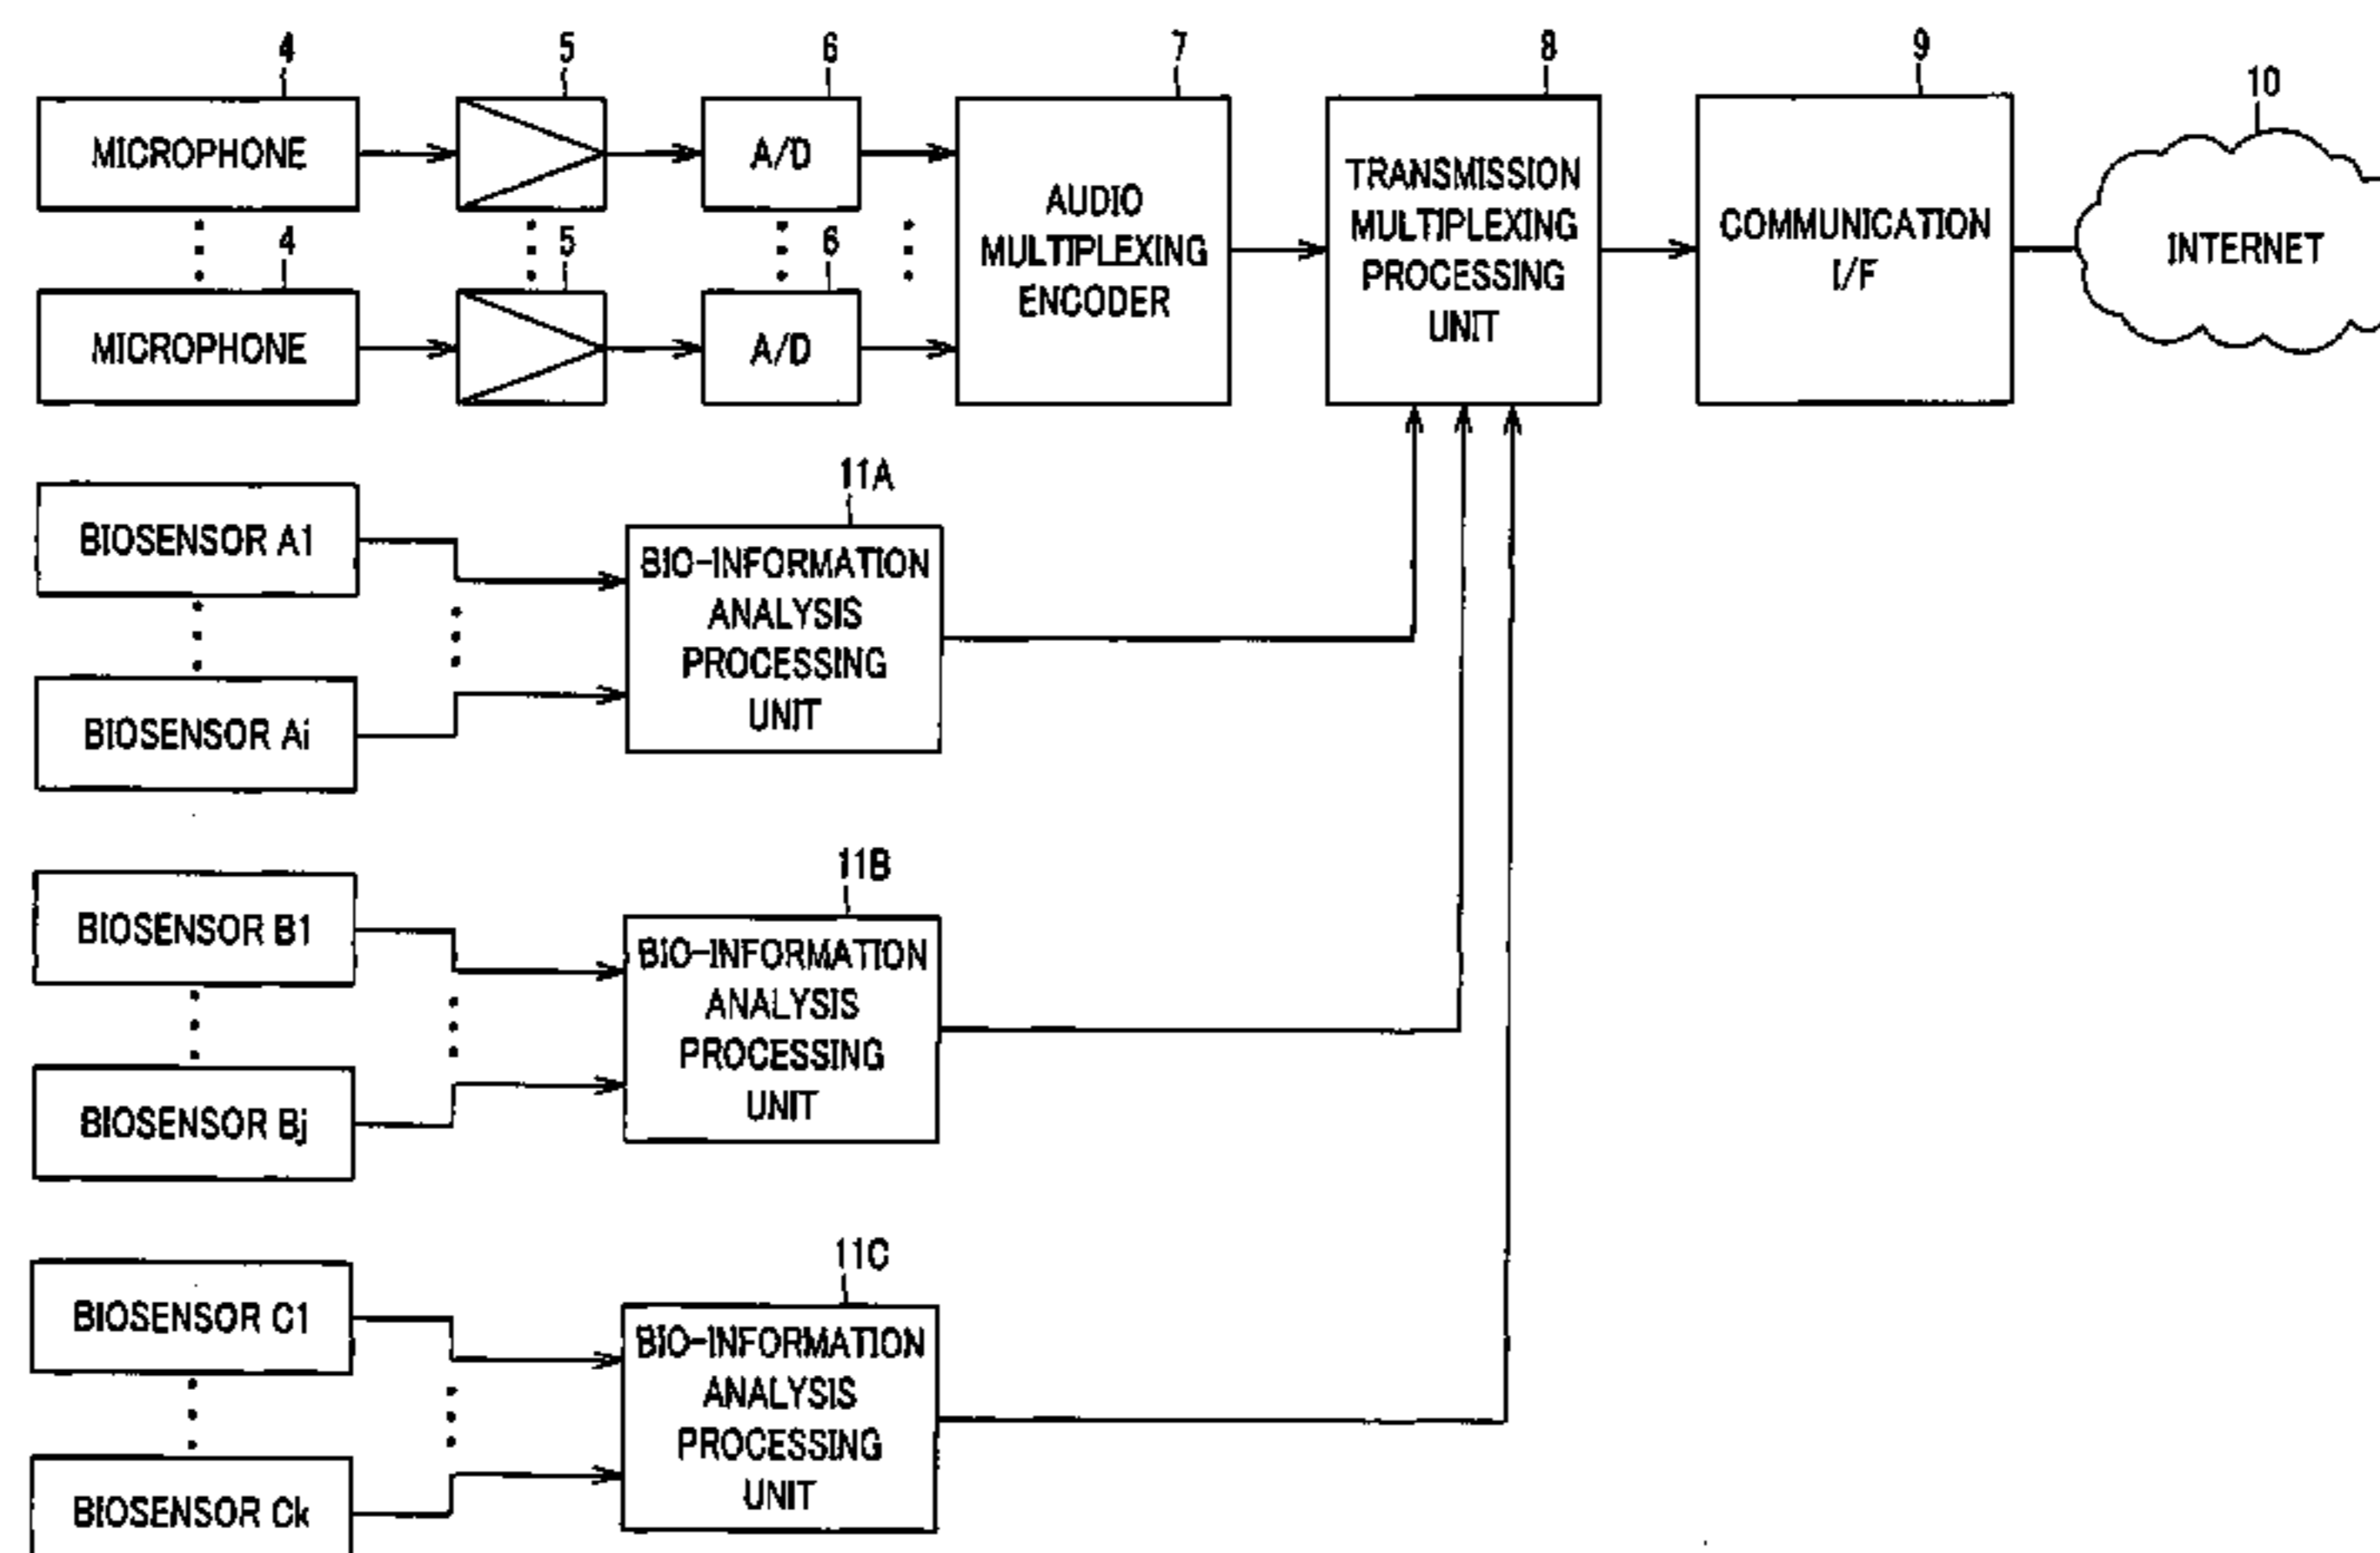 4
5
6
7
8
9
10
MICROPHONE
A/D
AUDIO
MULTIPLEXING
ENCODER
TRANSMISSION
MULTIPLEXING
PROCESSING
UNIT
COMMUNICATION
I/F
INTERNET
4
5
6
MICROPHONE
A/D
11A
BIOSENSOR A1
BIOSENSOR Ai
BIO-INFORMATION
ANALYSIS
PROCESSING
UNIT
11B
BIOSENSOR B1
BIOSENSOR Bj
BIO-INFORMATION
ANALYSIS
PROCESSING
UNIT
11C
BIOSENSOR C1
BIOSENSOR Ck
BIO-INFORMATION
ANALYSIS
PROCESSING
UNIT